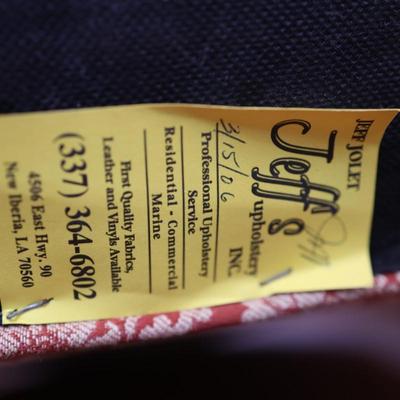 JEFF JOLET
Jeff's
upholstery
INC.
3/15/06
Professional Upholstery
Service
Residential - Commercial
Marine
First Quality Fabrics,
Leather and Vinyls Available
(337) 364-6802
4506 East Hwy. 90
New Iberia, LA 70560